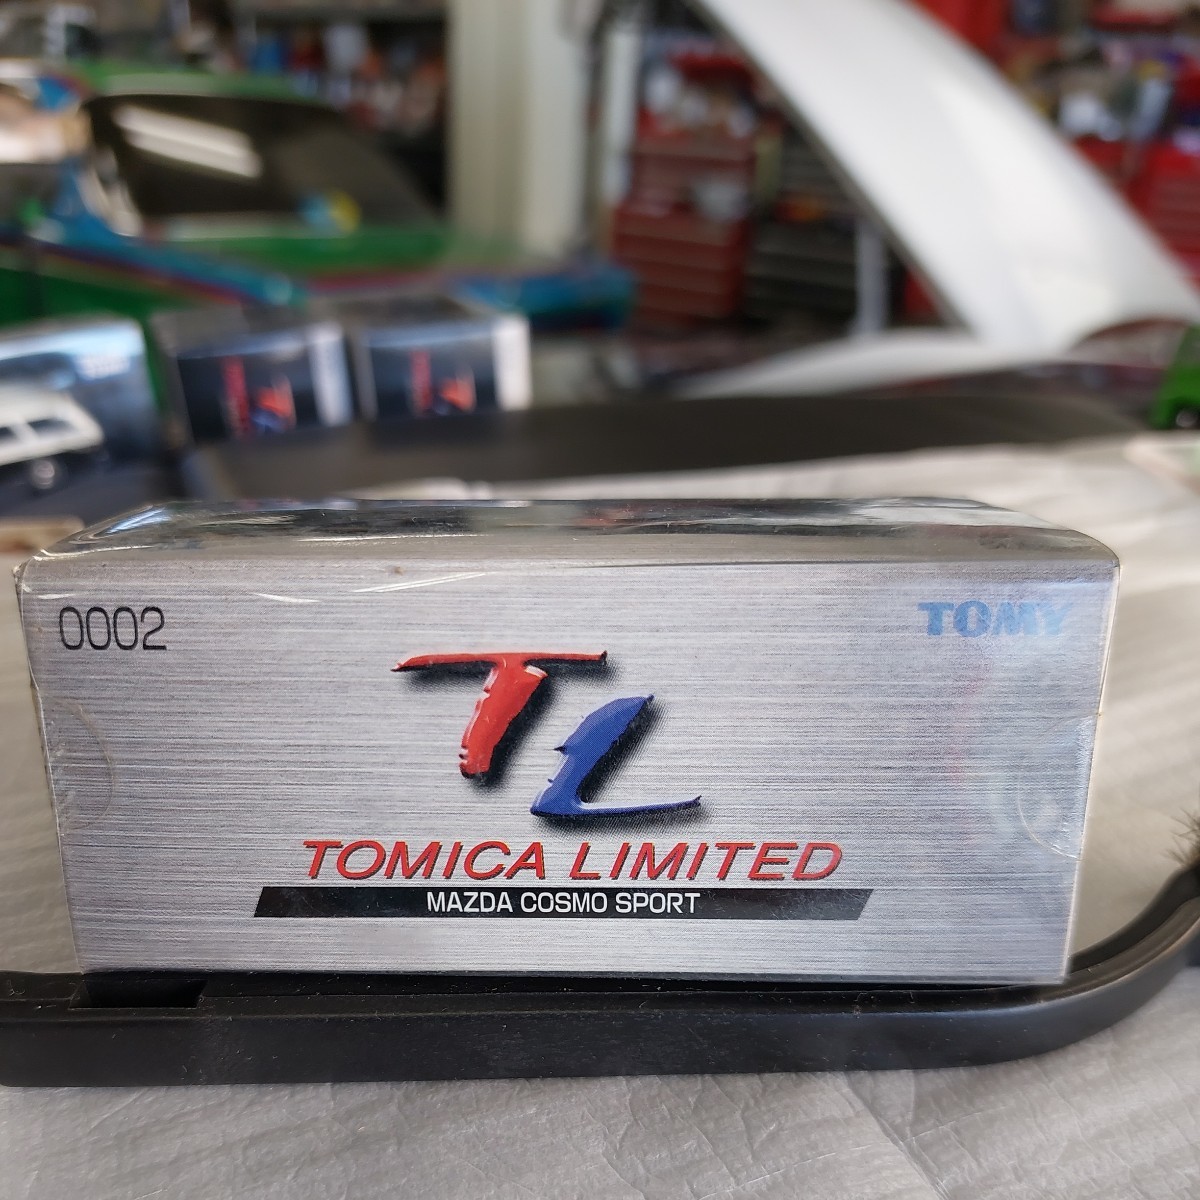 0002
TOMY
TL
TOMICA LIMITED
MAZDA COSMO SPORT